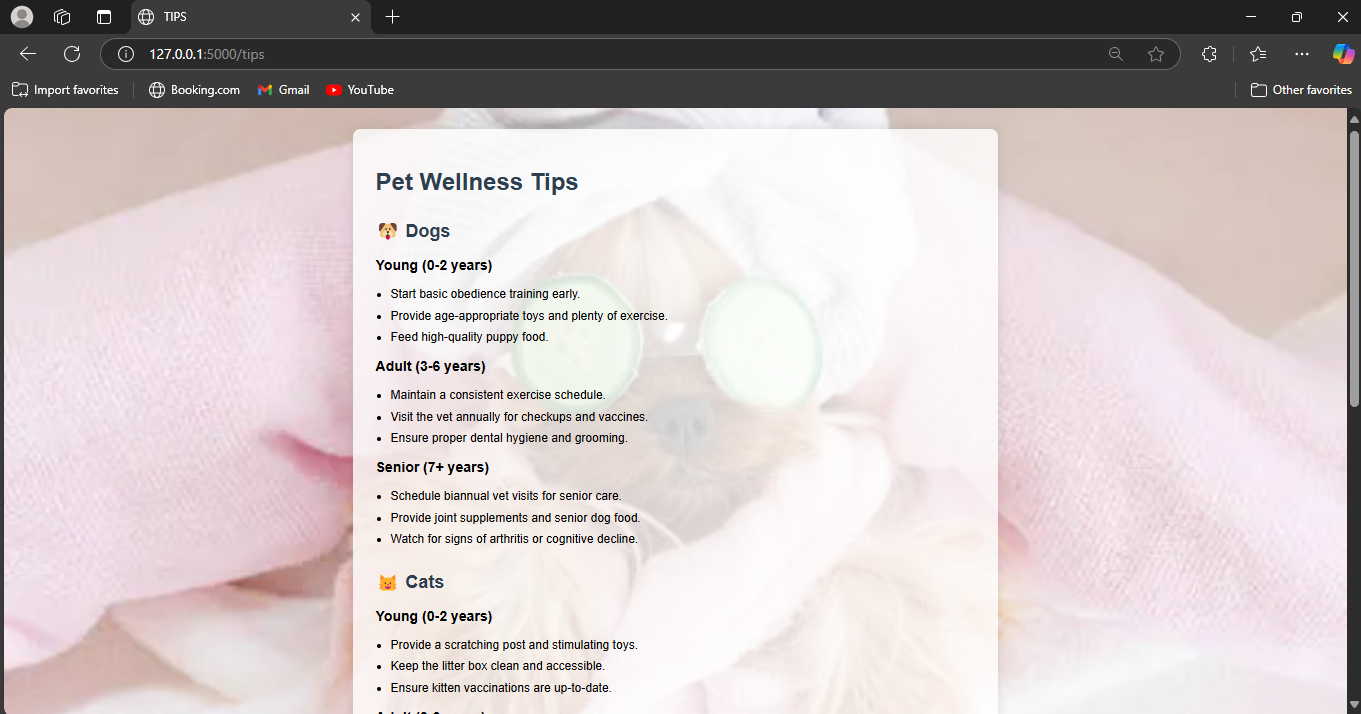 TIPS
127.0.0.1:5000/tips
Import favorites
Booking.com
Gmail
YouTube
Other favorites
Pet Wellness Tips
🐶 Dogs
Young (0-2 years)
• Start basic obedience training early.
• Provide age-appropriate toys and plenty of exercise.
• Feed high-quality puppy food.
Adult (3-6 years)
• Maintain a consistent exercise schedule.
• Visit the vet annually for checkups and vaccines.
• Ensure proper dental hygiene and grooming.
Senior (7+ years)
• Schedule biannual vet visits for senior care.
• Provide joint supplements and senior dog food.
• Watch for signs of arthritis or cognitive decline.
🐱 Cats
Young (0-2 years)
• Provide a scratching post and stimulating toys.
• Keep the litter box clean and accessible.
• Ensure kitten vaccinations are up-to-date.